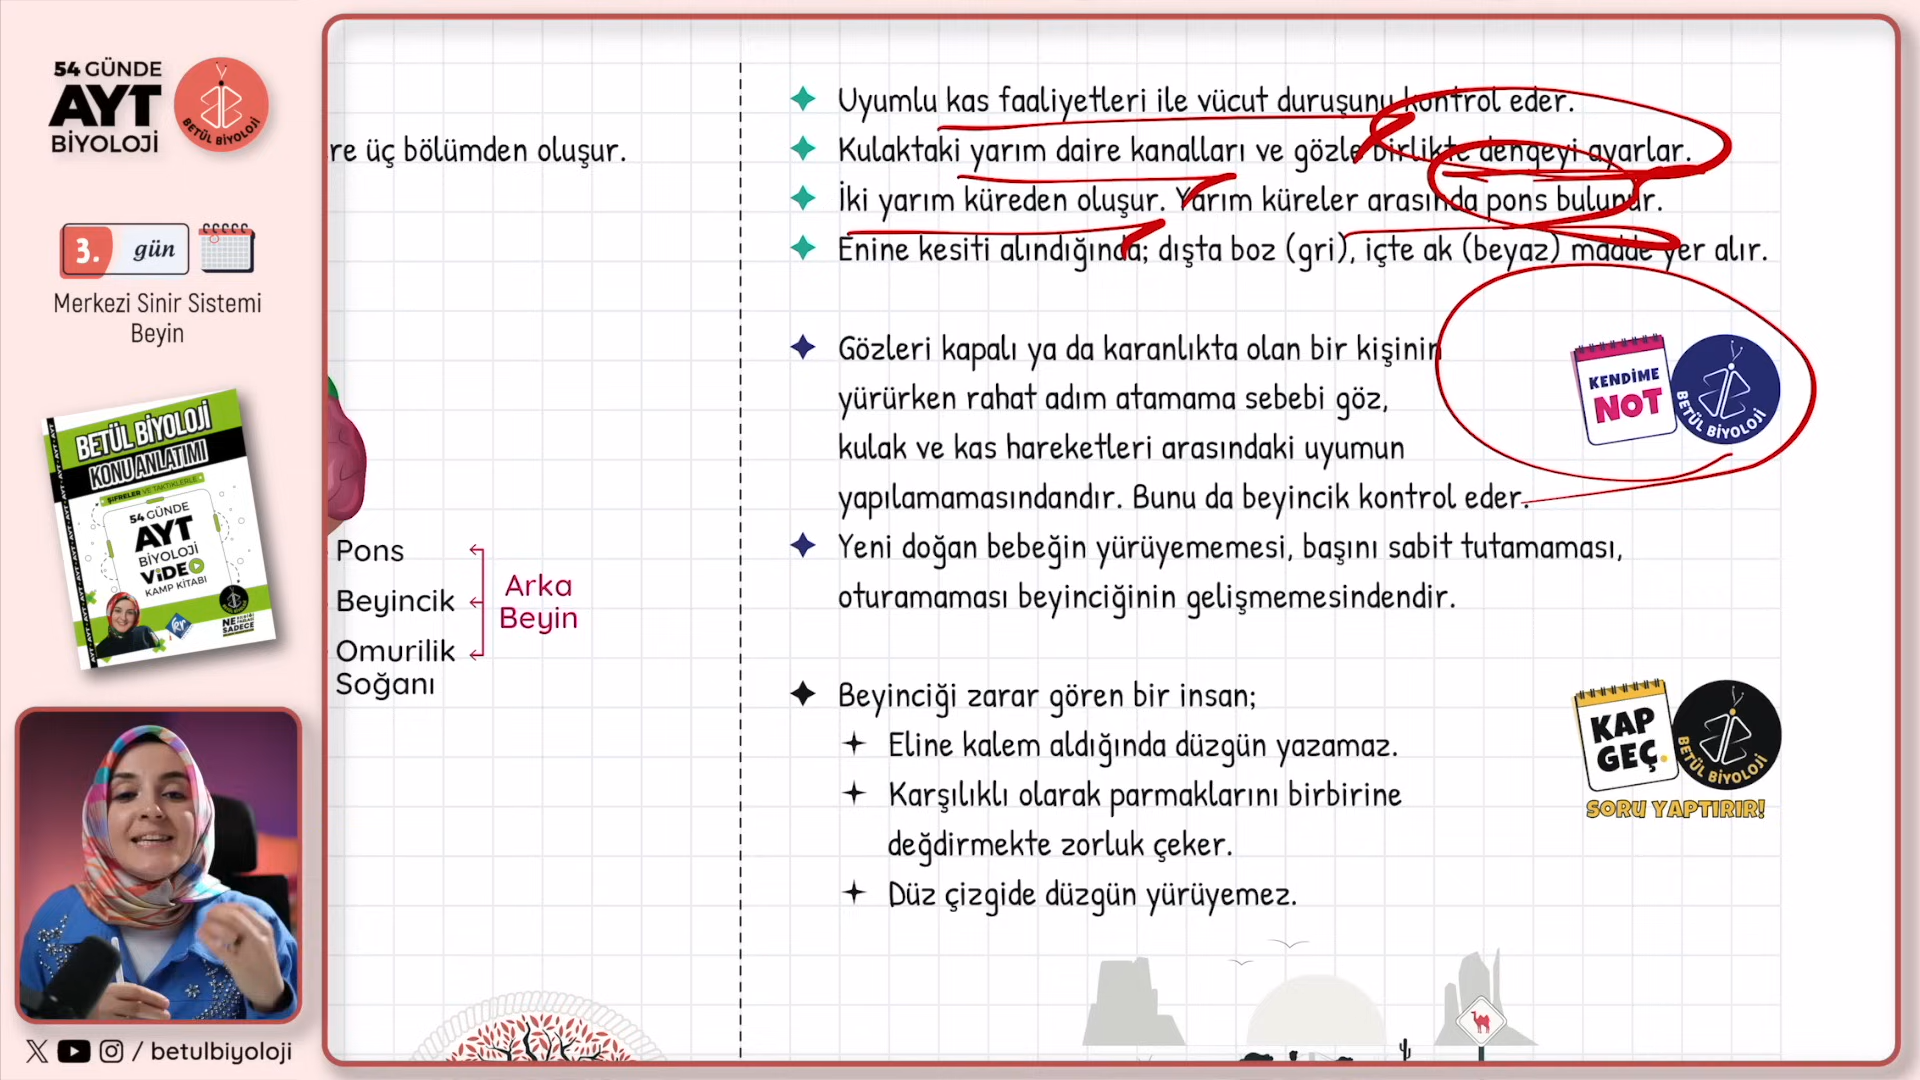 54 GÜNDE
AYT
BİYOLOJİ
BETÜL BİYOLOJİ
3. gün
Merkezi Sinir Sistemi
Beyin
BETÜL BİYOLOJİ
KONU ANLATIMI
ŞİFRELER VE TAKTİKLERLE
54 GÜNDE
AYT
BİYOLOJİ
VİDEO
KAMP KİTABI
/ betulbiyoloji
re üç bölümden oluşur.
Pons
Beyincik
Omurilik
Soğanı
Arka
Beyin
Uyumlu kas faaliyetleri ile vücut duruşunu kontrol eder.
Kulaktaki yarım daire kanalları ve gözle birlikte dengeyi ayarlar.
İki yarım küreden oluşur. Yarım küreler arasında pons bulunur.
Enine kesiti alındığında; dışta boz (gri), içte ak (beyaz) madde yer alır.
Gözleri kapalı ya da karanlıkta olan bir kişinin
yürürken rahat adım atamama sebebi göz,
kulak ve kas hareketleri arasındaki uyumun
yapılamamasındandır. Bunu da beyincik kontrol eder.
KENDİME
NOT
BETÜL BİYOLOJİ
Yeni doğan bebeğin yürüyememesi, başını sabit tutamaması,
oturamaması beyinciğinin gelişmemesindendir.
Beyinciği zarar gören bir insan;
Eline kalem aldığında düzgün yazamaz.
Karşılıklı olarak parmaklarını birbirine
değdirmekte zorluk çeker.
Düz çizgide düzgün yürüyemez.
KAP
GEÇ.
BETÜL BİYOLOJİ
SORU YAPTIRIR!